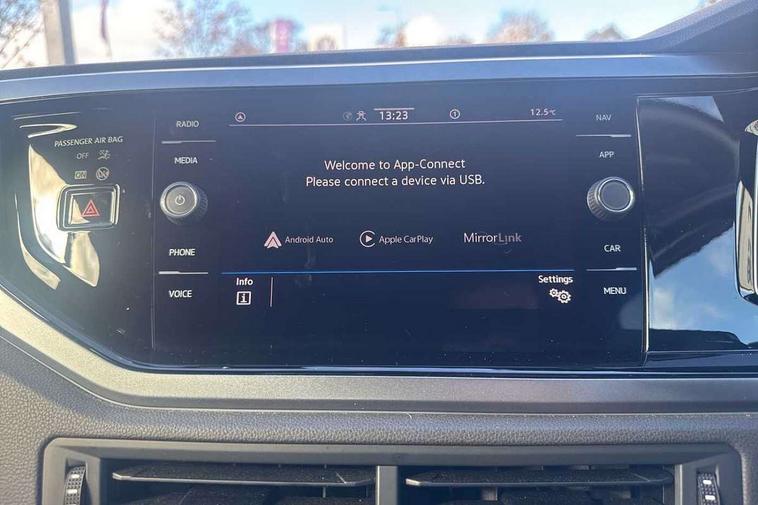 PASSENGER AIR BAG
OFF
ON
RADIO
MEDIA
PHONE
VOICE
13:23
1
12.5°C
Welcome to App-Connect
Please connect a device via USB.
Android Auto
Apple CarPlay
MirrorLink
Info
i
Settings
NAV
APP
CAR
MENU